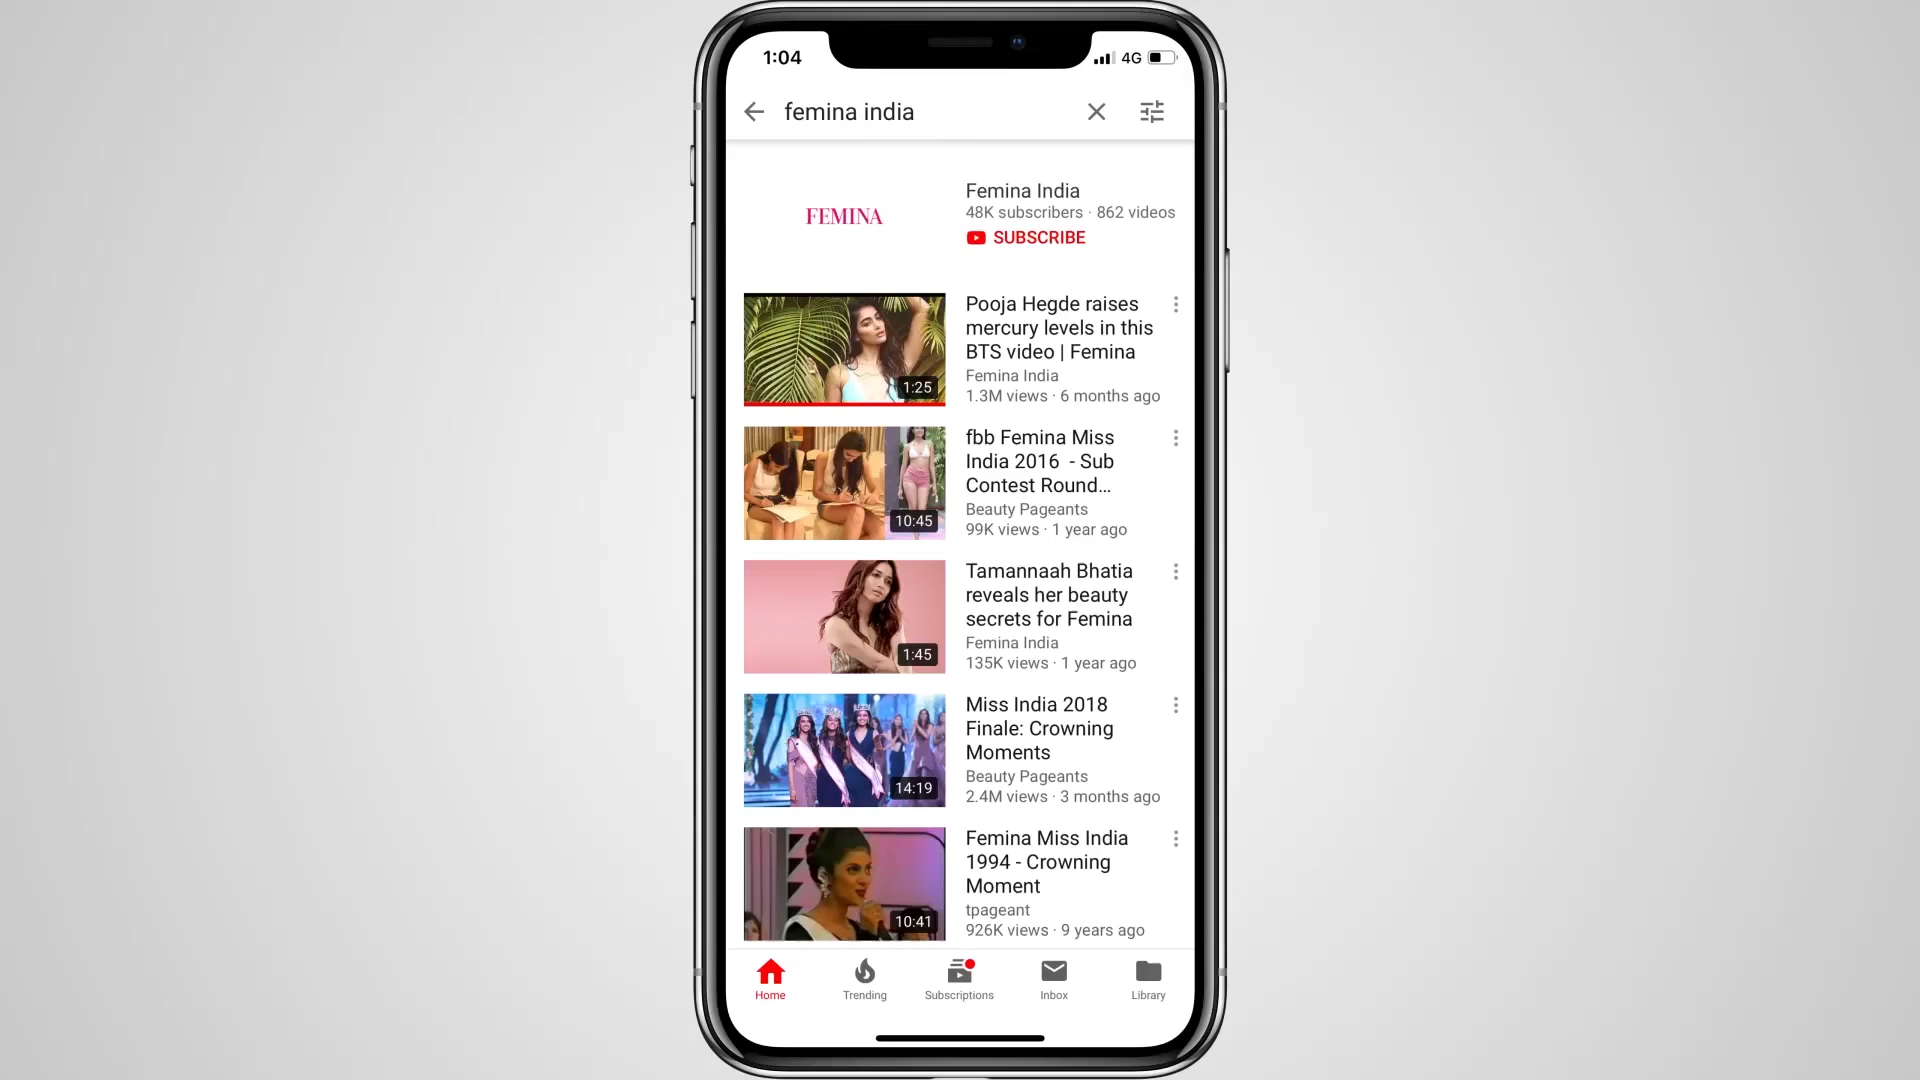 1:04
4G
femina india
FEMINA
Femina India
48K subscribers · 862 videos
SUBSCRIBE
Pooja Hegde raises
mercury levels in this
BTS video | Femina
Femina India
1.3M views · 6 months ago
1:25
fbb Femina Miss
India 2016 - Sub
Contest Round...
Beauty Pageants
99K views · 1 year ago
10:45
Tamannaah Bhatia
reveals her beauty
secrets for Femina
Femina India
135K views · 1 year ago
1:45
Miss India 2018
Finale: Crowning
Moments
Beauty Pageants
2.4M views · 3 months ago
14:19
Femina Miss India
1994 - Crowning
Moment
tpageant
926K views · 9 years ago
10:41
Home
Trending
Subscriptions
Inbox
Library